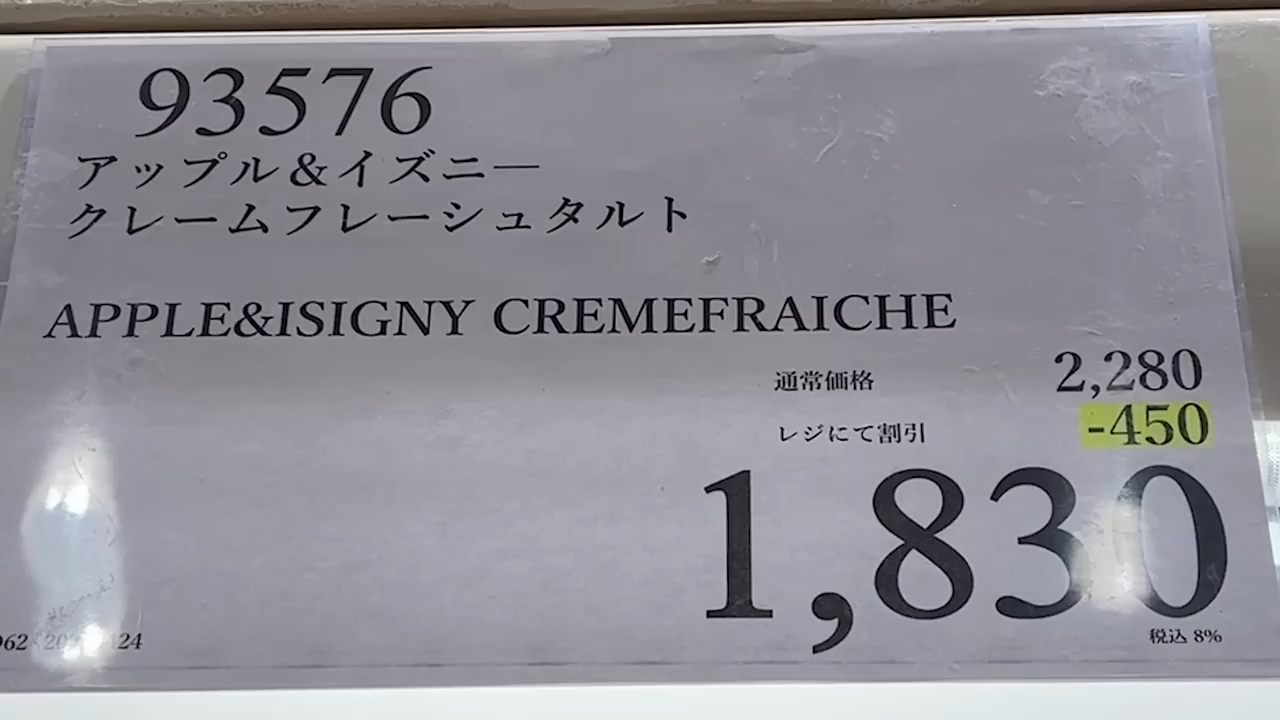 93576
アップル&イズニー
クレームフレーシュタルト
APPLE&ISIGNY CREMEFRAICHE
通常価格 2,280
レジにて割引 -450
1,830
税込 8%
24